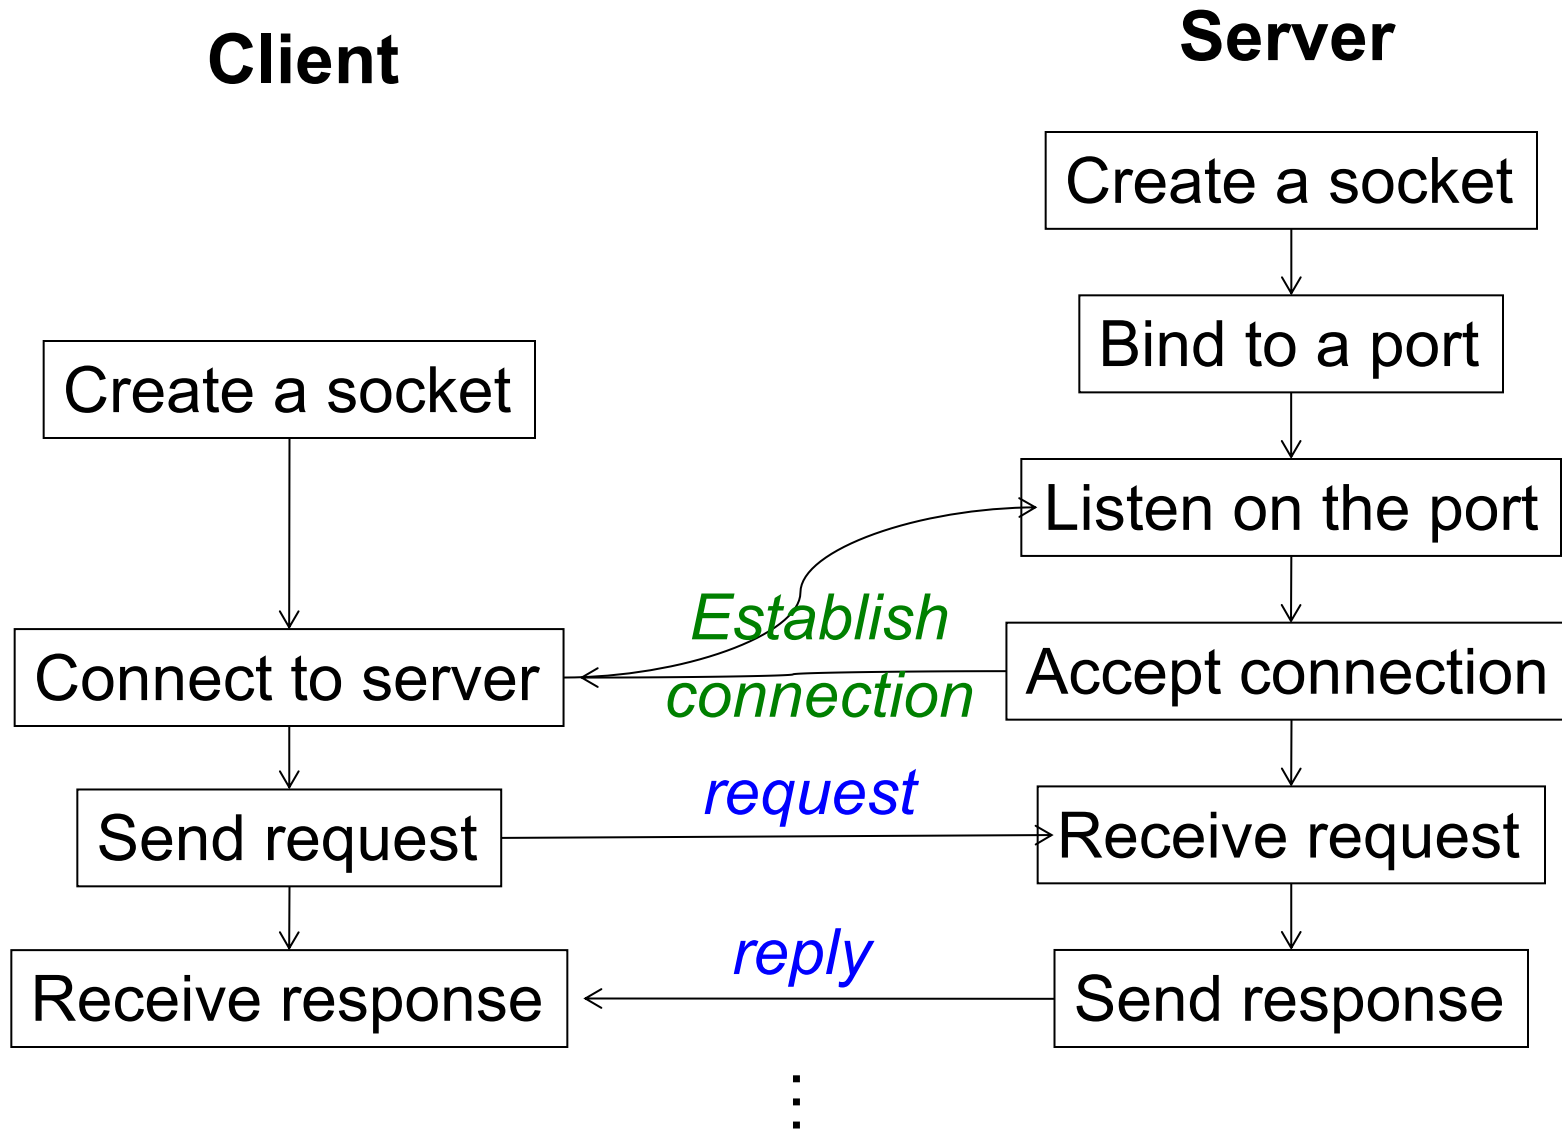 Client
Server
Create a socket
Bind to a port
Create a socket
Listen on the port
Establish
connection
Connect to server
Accept connection
request
Send request
Receive request
reply
Receive response
Send response
...